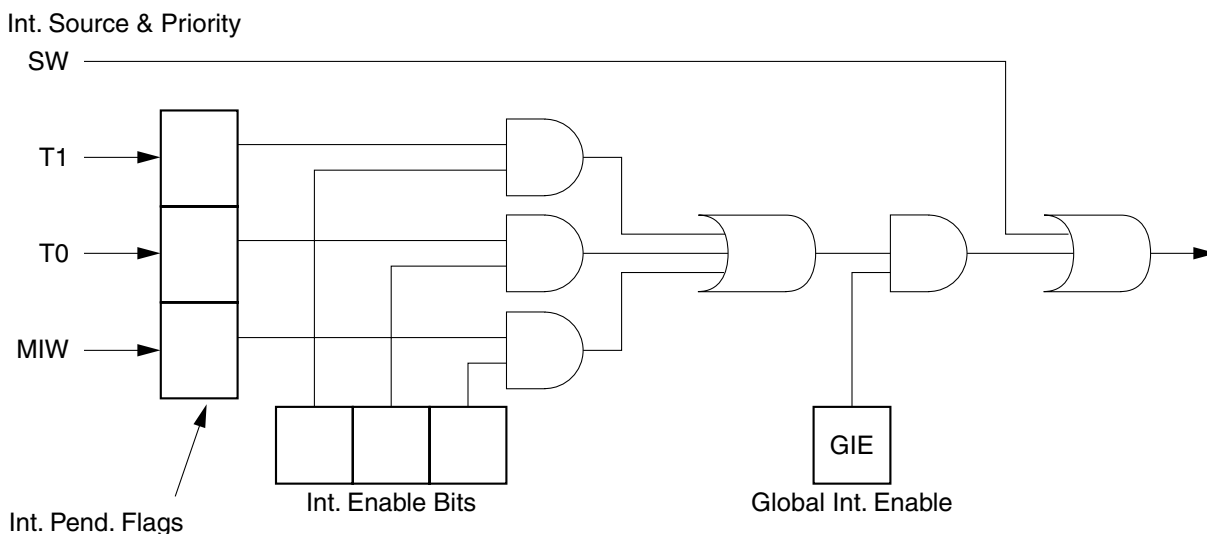 Int. Source & Priority
SW
T1
T0
MIW
GIE
Int. Enable Bits
Global Int. Enable
Int. Pend. Flags